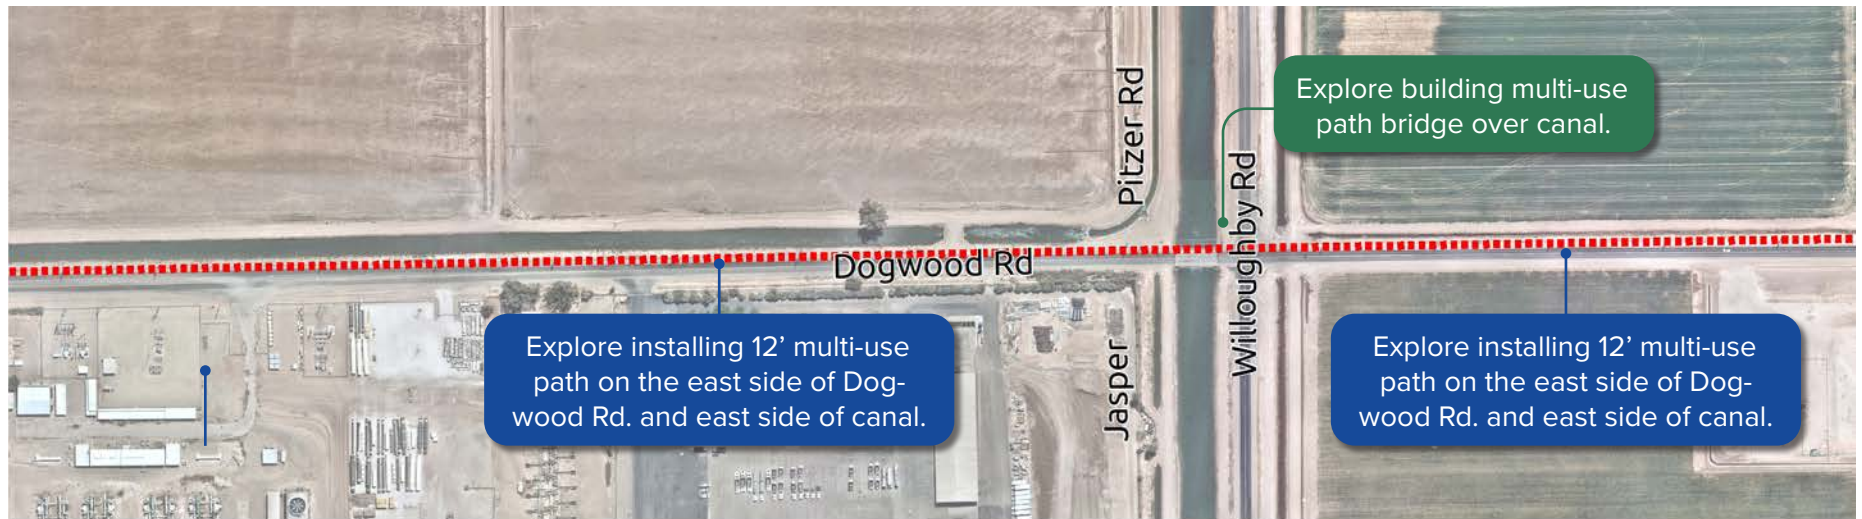 Explore building multi-use
path bridge over canal.
Pitzer Rd
Willoughby Rd
Dogwood Rd
Jasper
Explore installing 12’ multi-use
path on the east side of Dog-
wood Rd. and east side of canal.
Explore installing 12’ multi-use
path on the east side of Dog-
wood Rd. and east side of canal.